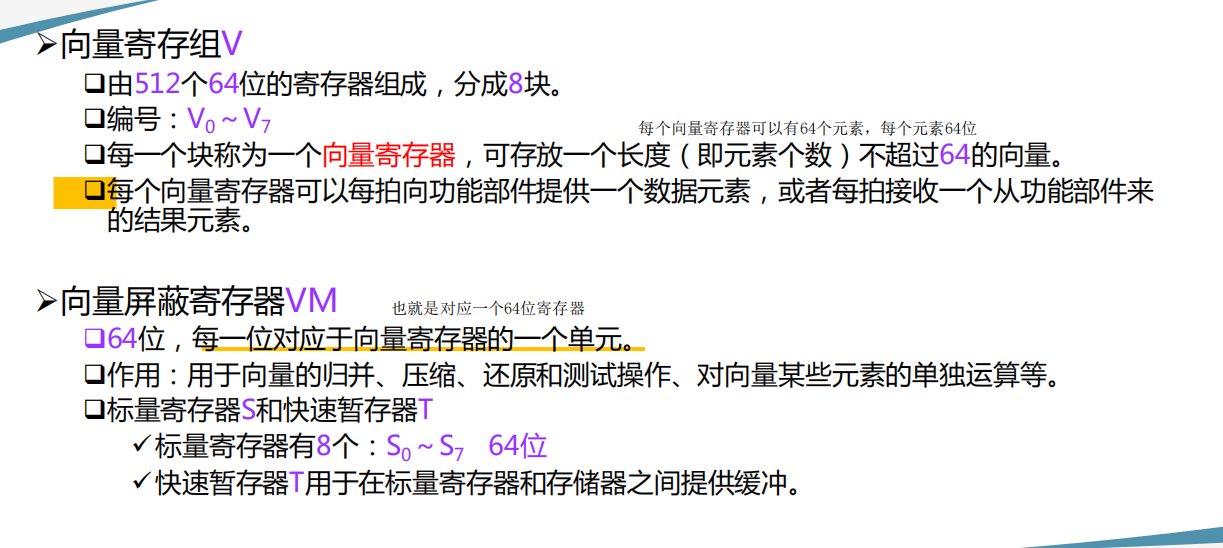 ➢向量寄存组V
❑由512个64位的寄存器组成，分成8块。
❑编号：V₀～V₇
每个向量寄存器可以有64个元素，每个元素64位
❑每一个块称为一个向量寄存器，可存放一个长度（即元素个数）不超过64的向量。
❑每个向量寄存器可以每拍向功能部件提供一个数据元素，或者每拍接收一个从功能部件来
的结果元素。
➢向量屏蔽寄存器VM
也就是对应一个64位寄存器
❑64位，每一位对应于向量寄存器的一个单元。
❑作用：用于向量的归并、压缩、还原和测试操作、对向量某些元素的单独运算等。
❑标量寄存器S和快速暂存器T
✓标量寄存器有8个：S₀～S₇ 64位
✓快速暂存器T用于在标量寄存器和存储器之间提供缓冲。